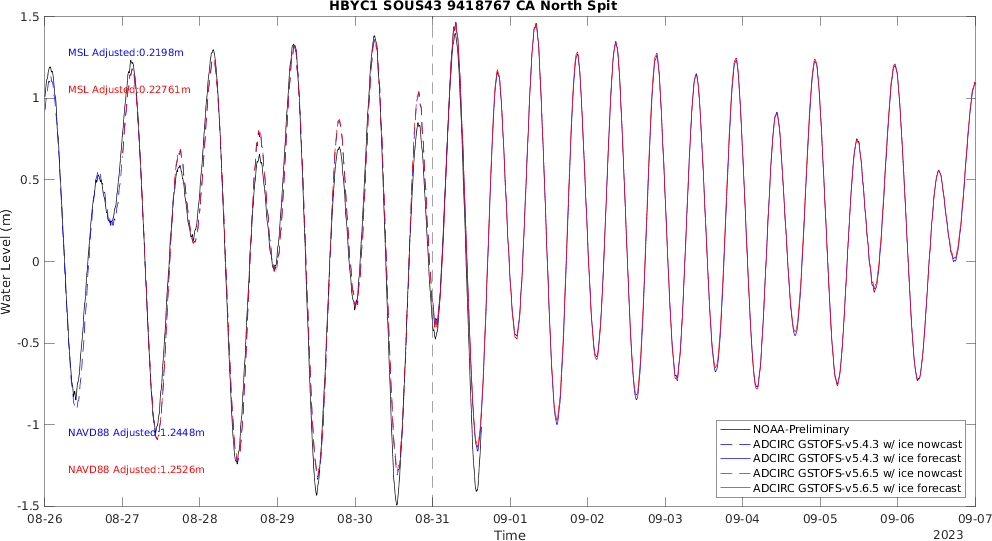 HBYC1 SOUS43 9418767 CA North Spit
1.5
1
0.5
0
-0.5
-1
-1.5
Water Level (m)
MSL Adjusted:0.2198m
MSL Adjusted:0.22761m
NAVD88 Adjusted:1.2448m
NAVD88 Adjusted:1.2526m
NOAA-Preliminary
ADCIRC GSTOFS-v5.4.3 w/ ice nowcast
ADCIRC GSTOFS-v5.4.3 w/ ice forecast
ADCIRC GSTOFS-v5.6.5 w/ ice nowcast
ADCIRC GSTOFS-v5.6.5 w/ ice forecast
08-26 08-27 08-28 08-29 08-30 08-31 09-01 09-02 09-03 09-04 09-05 09-06 09-07
Time
2023